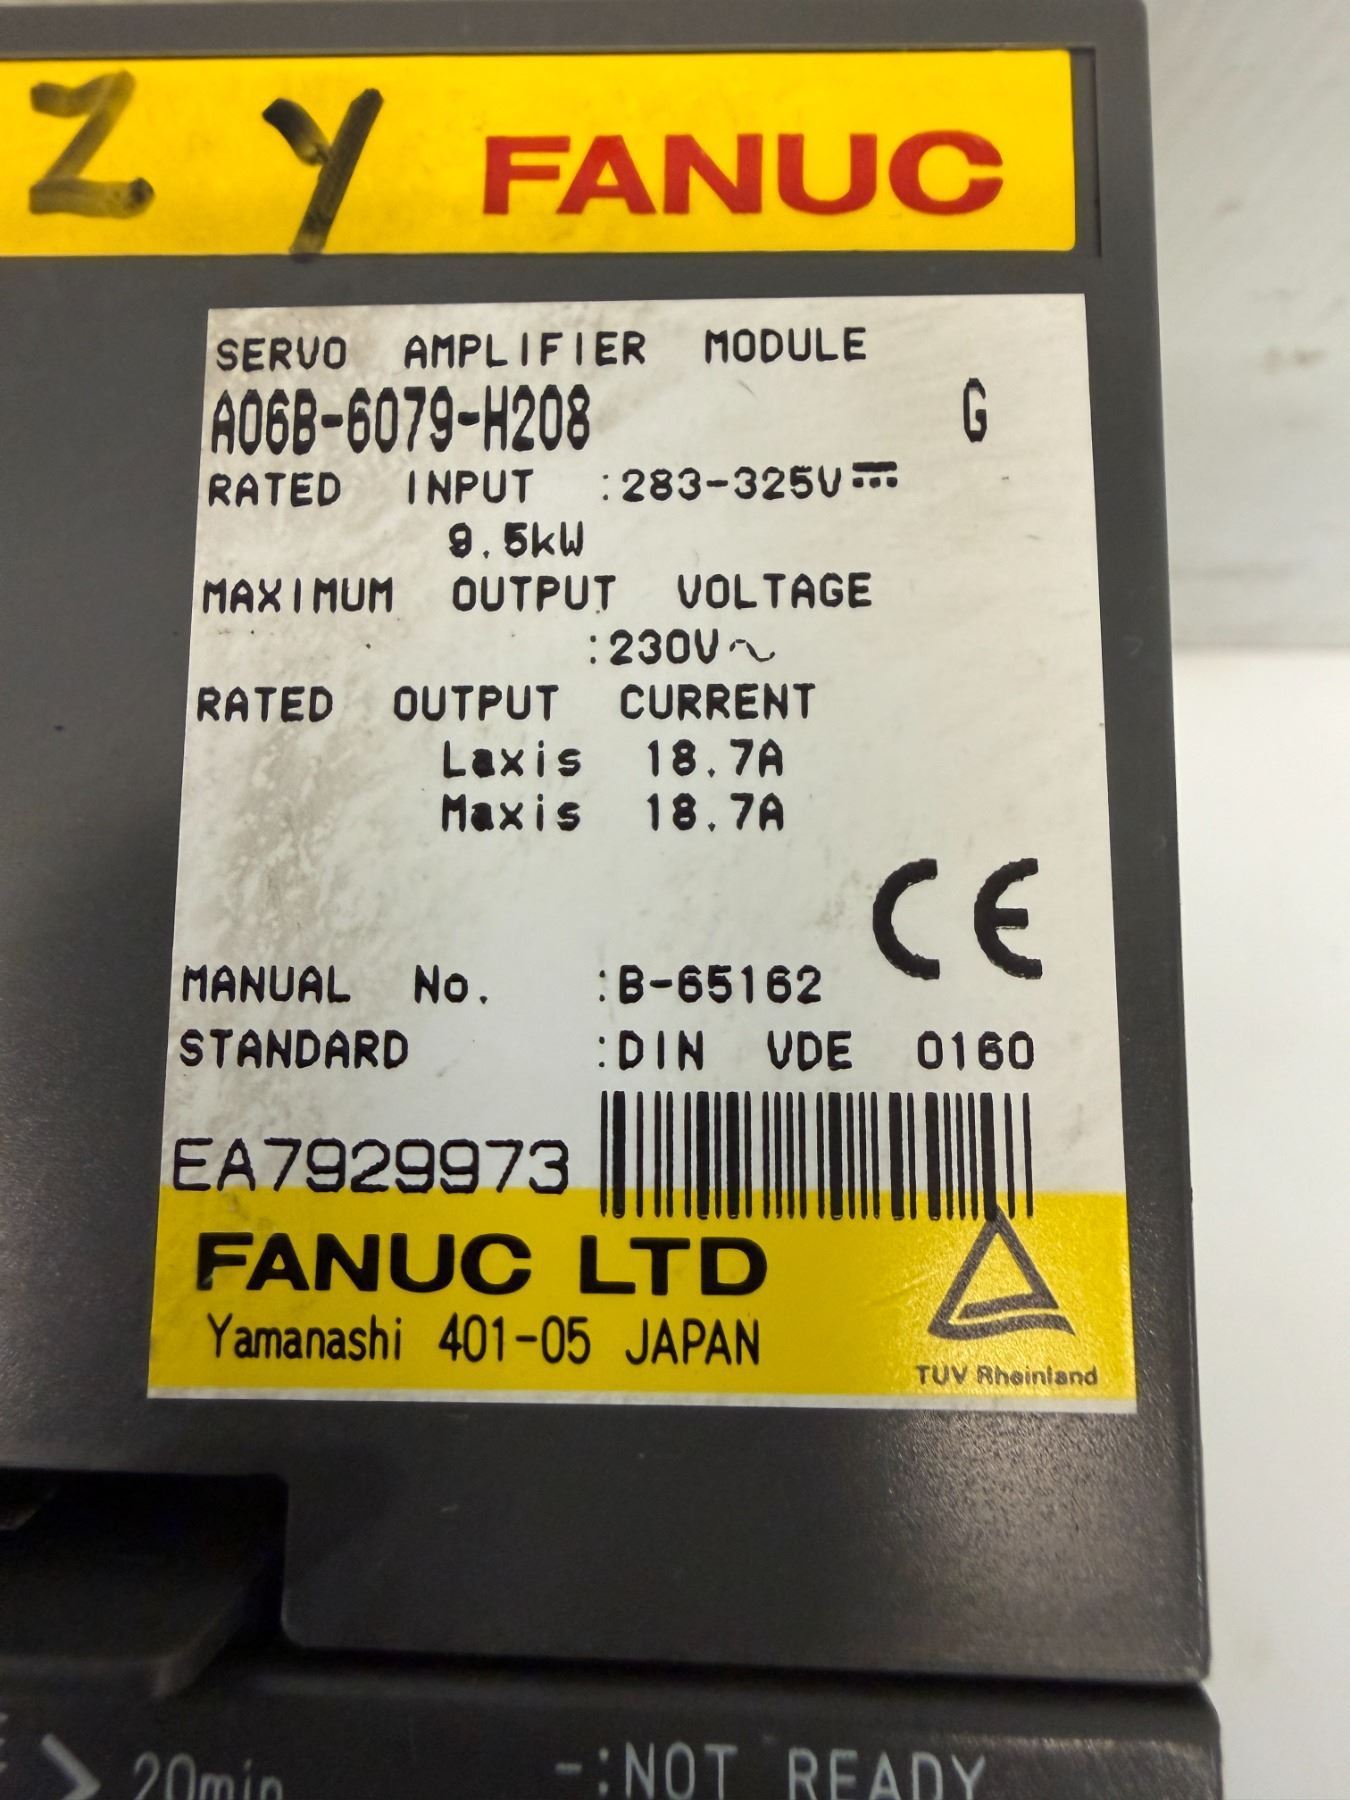 Z Y FANUC
SERVO AMPLIFIER MODULE
A06B-6079-H208 G
RATED INPUT :283-325V⎓
9.5kW
MAXIMUM OUTPUT VOLTAGE
:230V~
RATED OUTPUT CURRENT
Laxis 18.7A
Maxis 18.7A
CE
MANUAL No. :B-65162
STANDARD :DIN VDE 0160
EA7929973
FANUC LTD
Yamanashi 401-05 JAPAN
TUV Rheinland
20min -:NOT READY